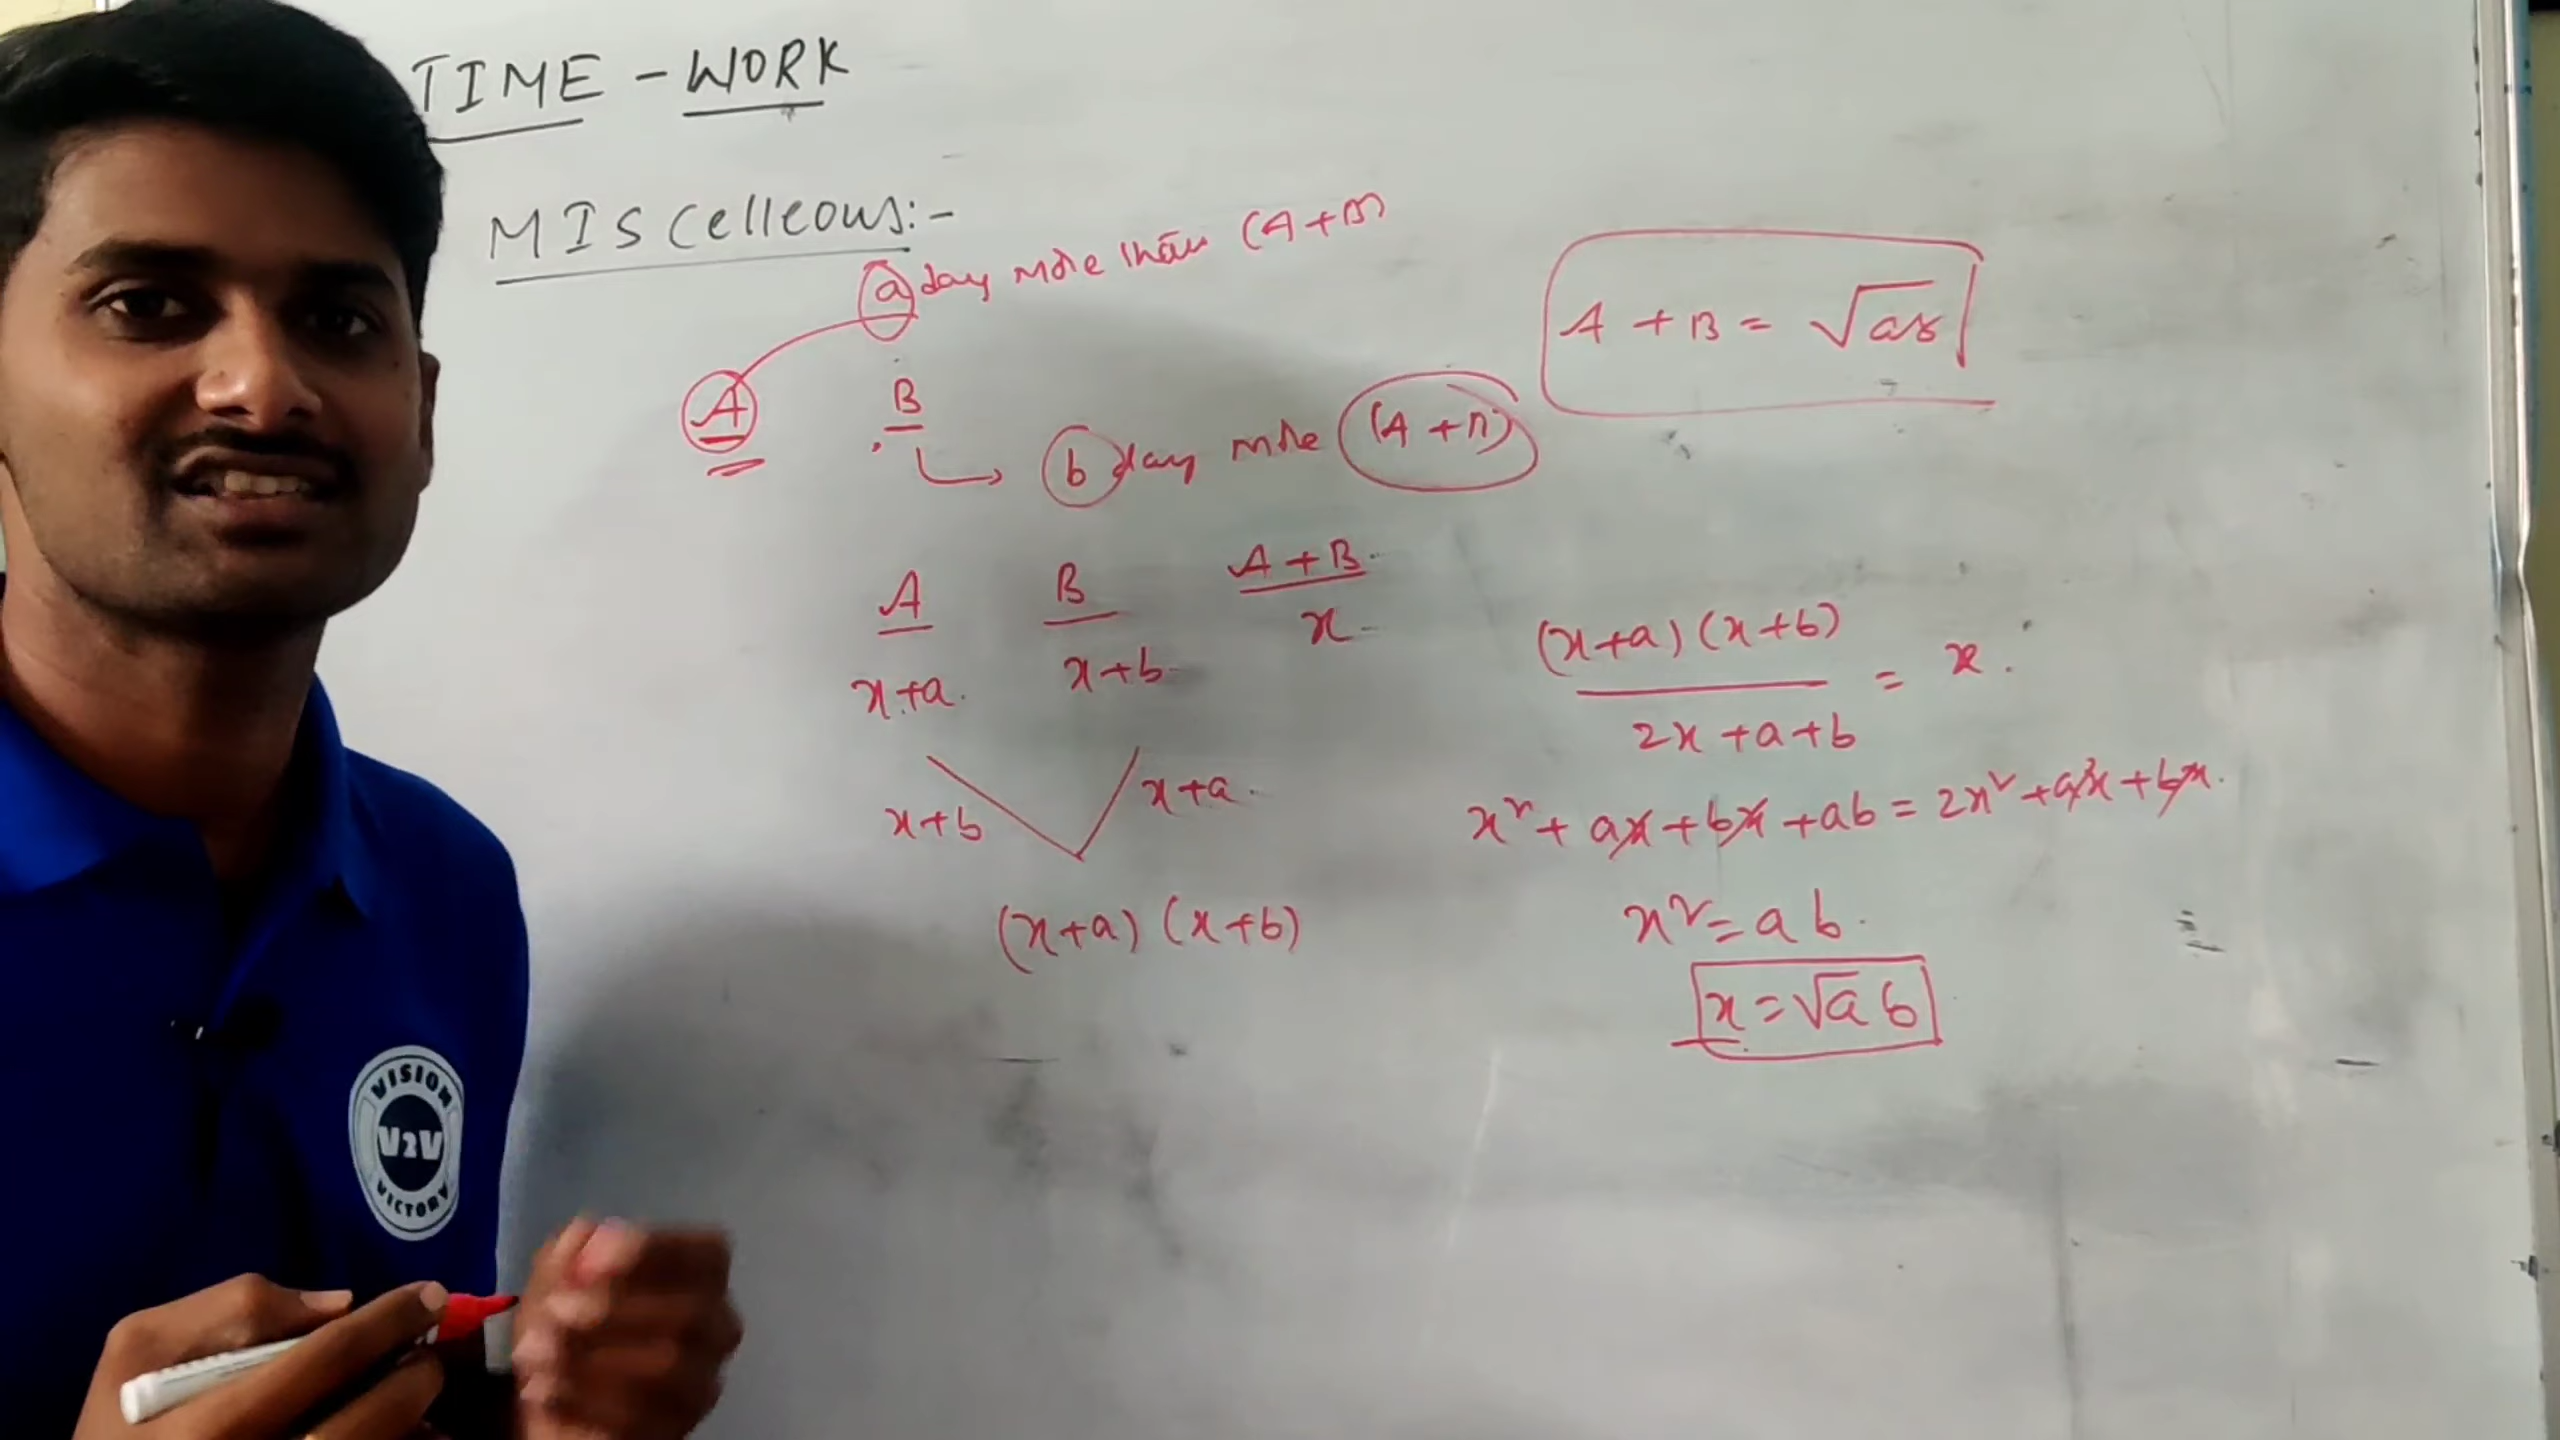 TIME - WORK
MIScelleous:-
a day more than (A+B)
A + B = √ab
A B
b day more (A+B)
A B A+B
x+a. x+b x
(x+a)(x+b) / 2x+a+b = x.
x+b x+a.
x² + ax + bx + ab = 2x² + ax + bx.
(x+a) (x+b)
x² = ab.
x = √ab
VISION
V2V
VICTORY